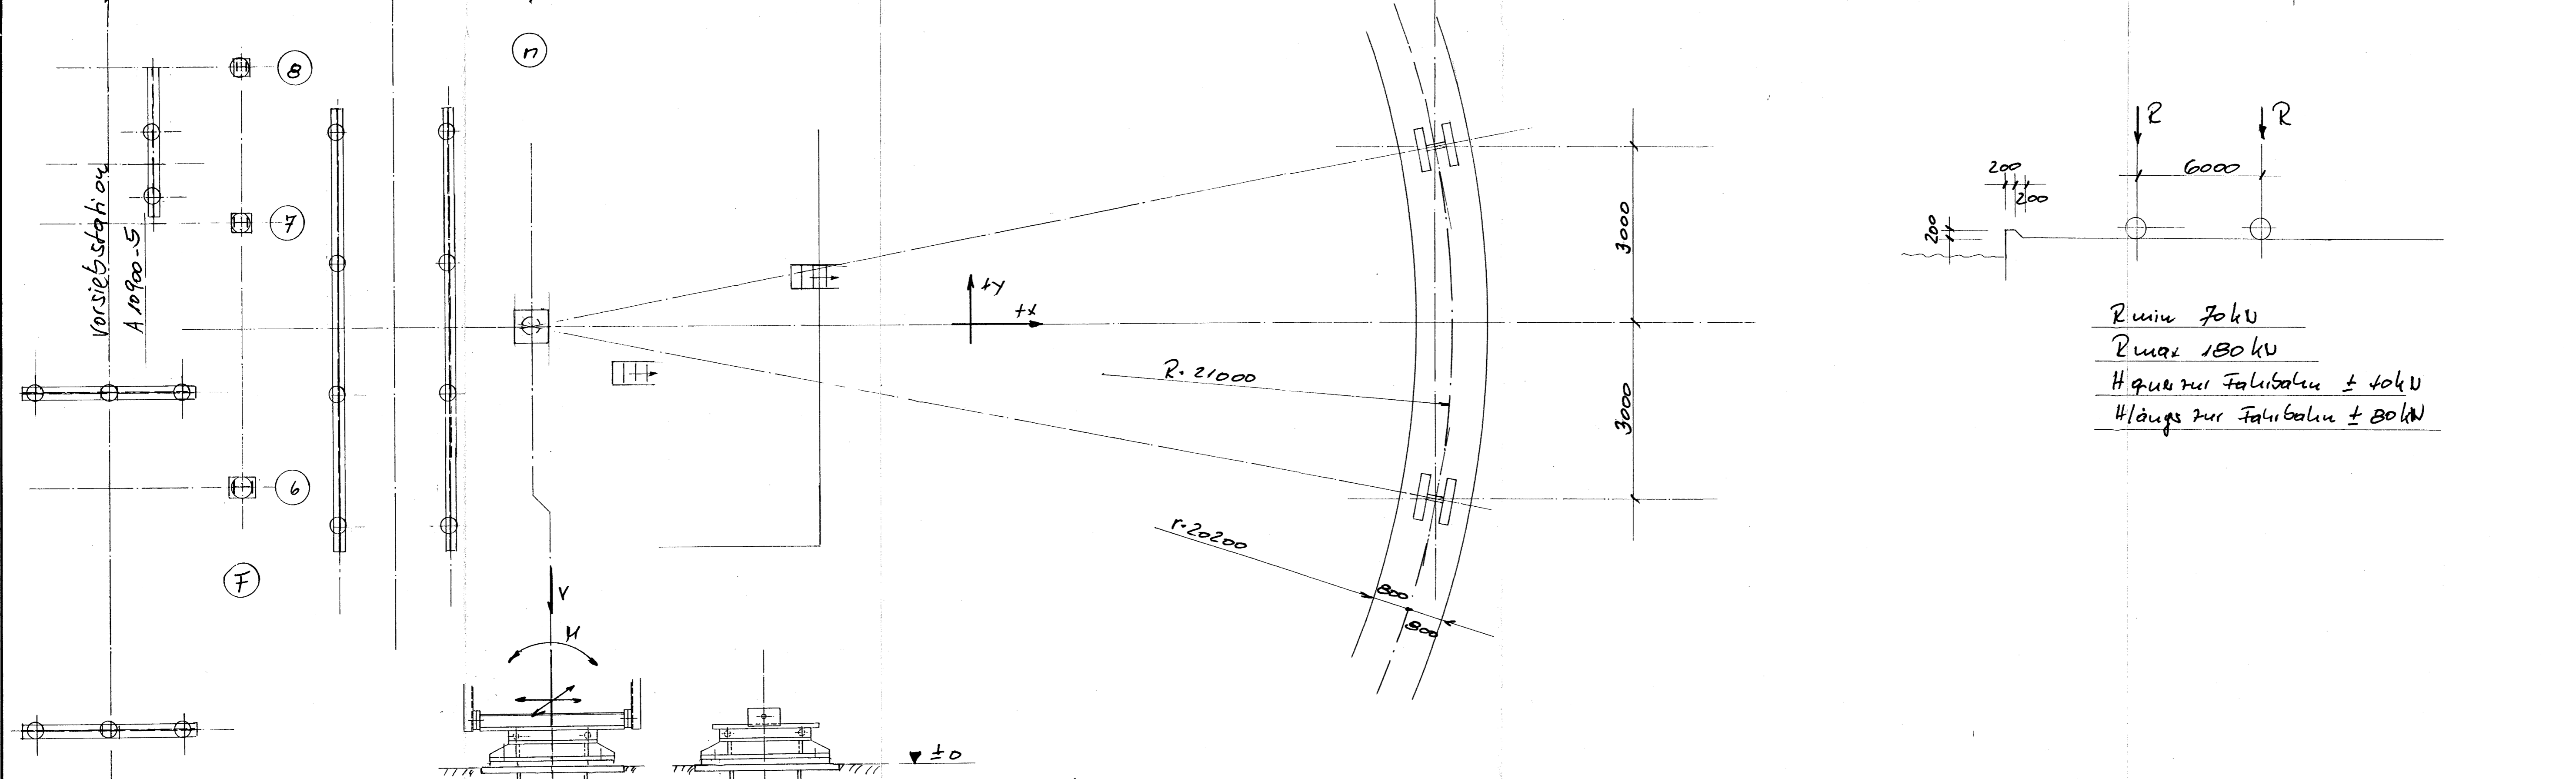 n
8
7
6
F
Vorsiebstation
A 10900-5
+y
+x
R=21000
r=20200
800
800
3000
3000
V
M
±0
R
R
6000
200
200
200
R min 70 kN
R max 180 kN
H quer zur Fahrbahn ± 40 kN
H längs zur Fahrbahn ± 80 kN